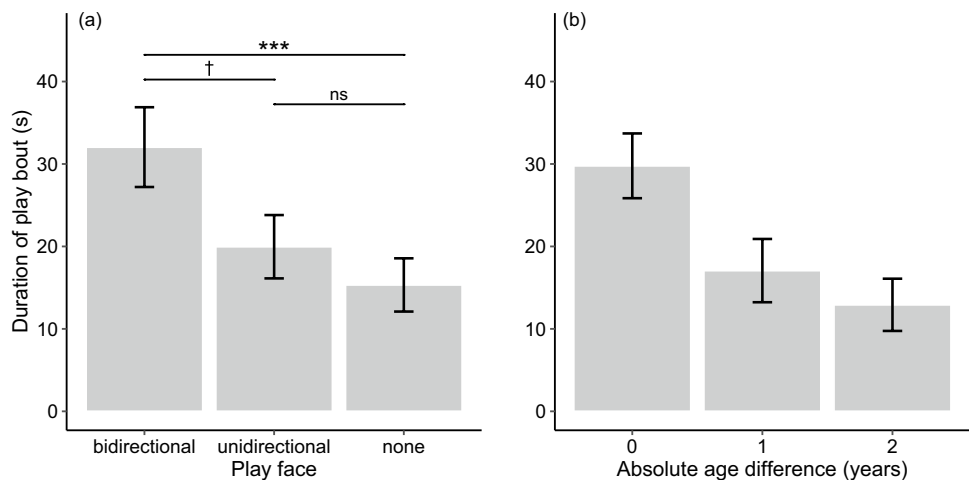 (a)
***
†
ns
40
30
20
10
0
Duration of play bout (s)
bidirectional unidirectional none
Play face
(b)
40
30
20
10
0
0 1 2
Absolute age difference (years)